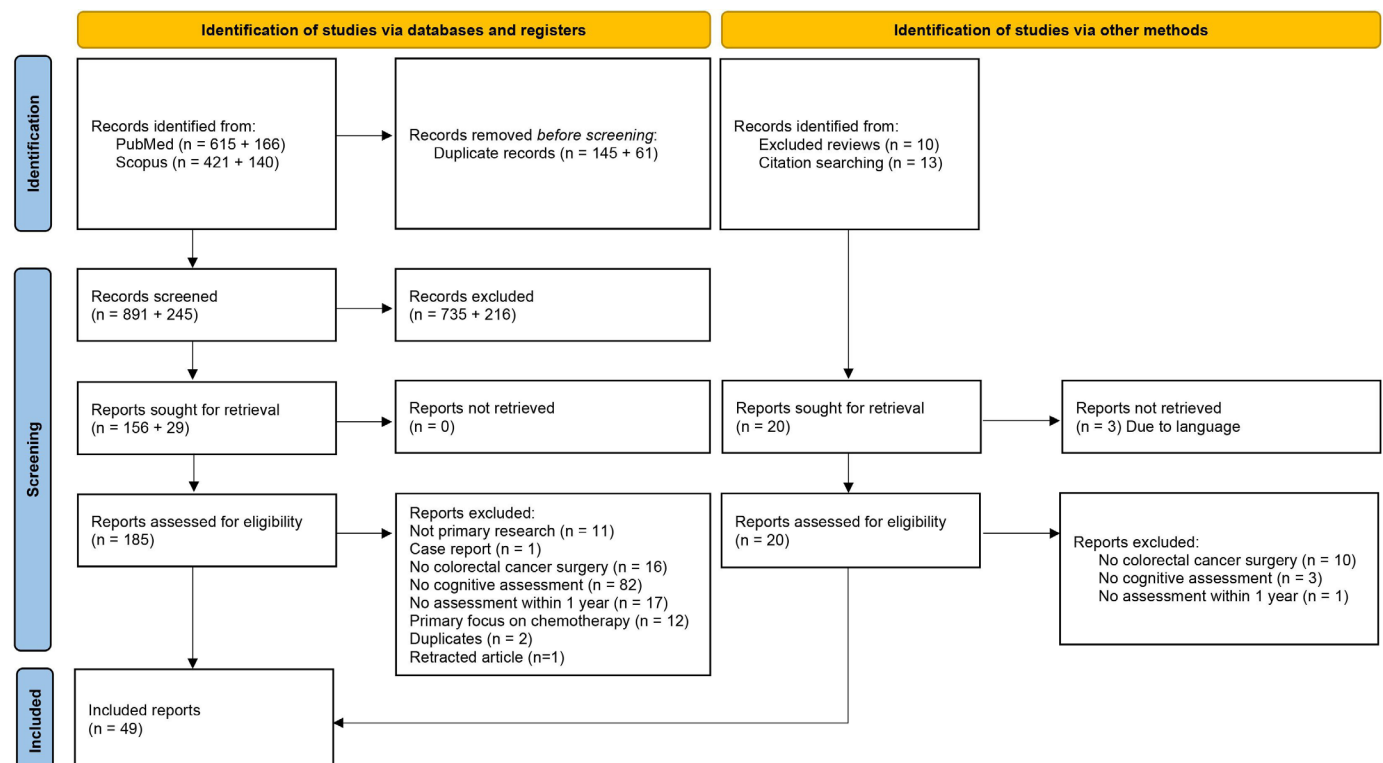 Identification of studies via databases and registers
Identification of studies via other methods
Identification
Records identified from:
PubMed (n = 615 + 166)
Scopus (n = 421 + 140)
Records removed before screening:
Duplicate records (n = 145 + 61)
Records identified from:
Excluded reviews (n = 10)
Citation searching (n = 13)
Screening
Records screened
(n = 891 + 245)
Records excluded
(n = 735 + 216)
Reports sought for retrieval
(n = 156 + 29)
Reports not retrieved
(n = 0)
Reports sought for retrieval
(n = 20)
Reports not retrieved
(n = 3) Due to language
Reports assessed for eligibility
(n = 185)
Reports excluded:
Not primary research (n = 11)
Case report (n = 1)
No colorectal cancer surgery (n = 16)
No cognitive assessment (n = 82)
No assessment within 1 year (n = 17)
Primary focus on chemotherapy (n = 12)
Duplicates (n = 2)
Retracted article (n=1)
Reports assessed for eligibility
(n = 20)
Reports excluded:
No colorectal cancer surgery (n = 10)
No cognitive assessment (n = 3)
No assessment within 1 year (n = 1)
Included
Included reports
(n = 49)